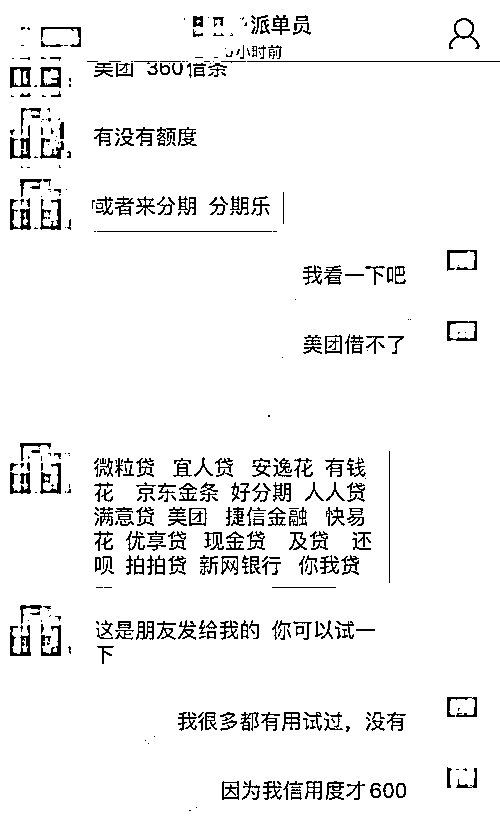 派单员
小时前
美团 360借条
有没有额度
或者来分期 分期乐
我看一下吧
美团借不了
微粒贷 宜人贷 安逸花 有钱
花 京东金条 好分期 人人贷
满意贷 美团 捷信金融 快易
花 优享贷 现金贷 及贷 还
呗 拍拍贷 新网银行 你我贷
这是朋友发给我的 你可以试一
下
我很多都有用试过，没有
因为我信用度才600